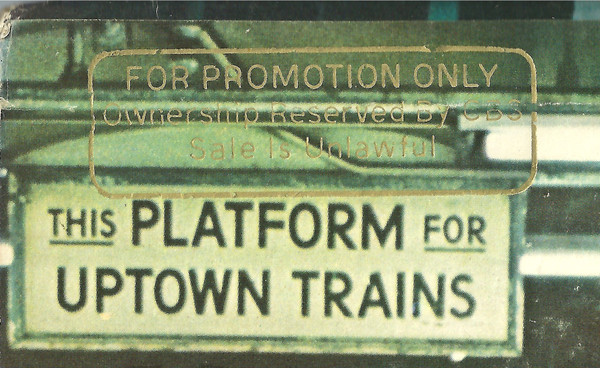 FOR PROMOTION ONLY
Ownership Reserved By CBS
Sale Is Unlawful
THIS PLATFORM FOR
UPTOWN TRAINS